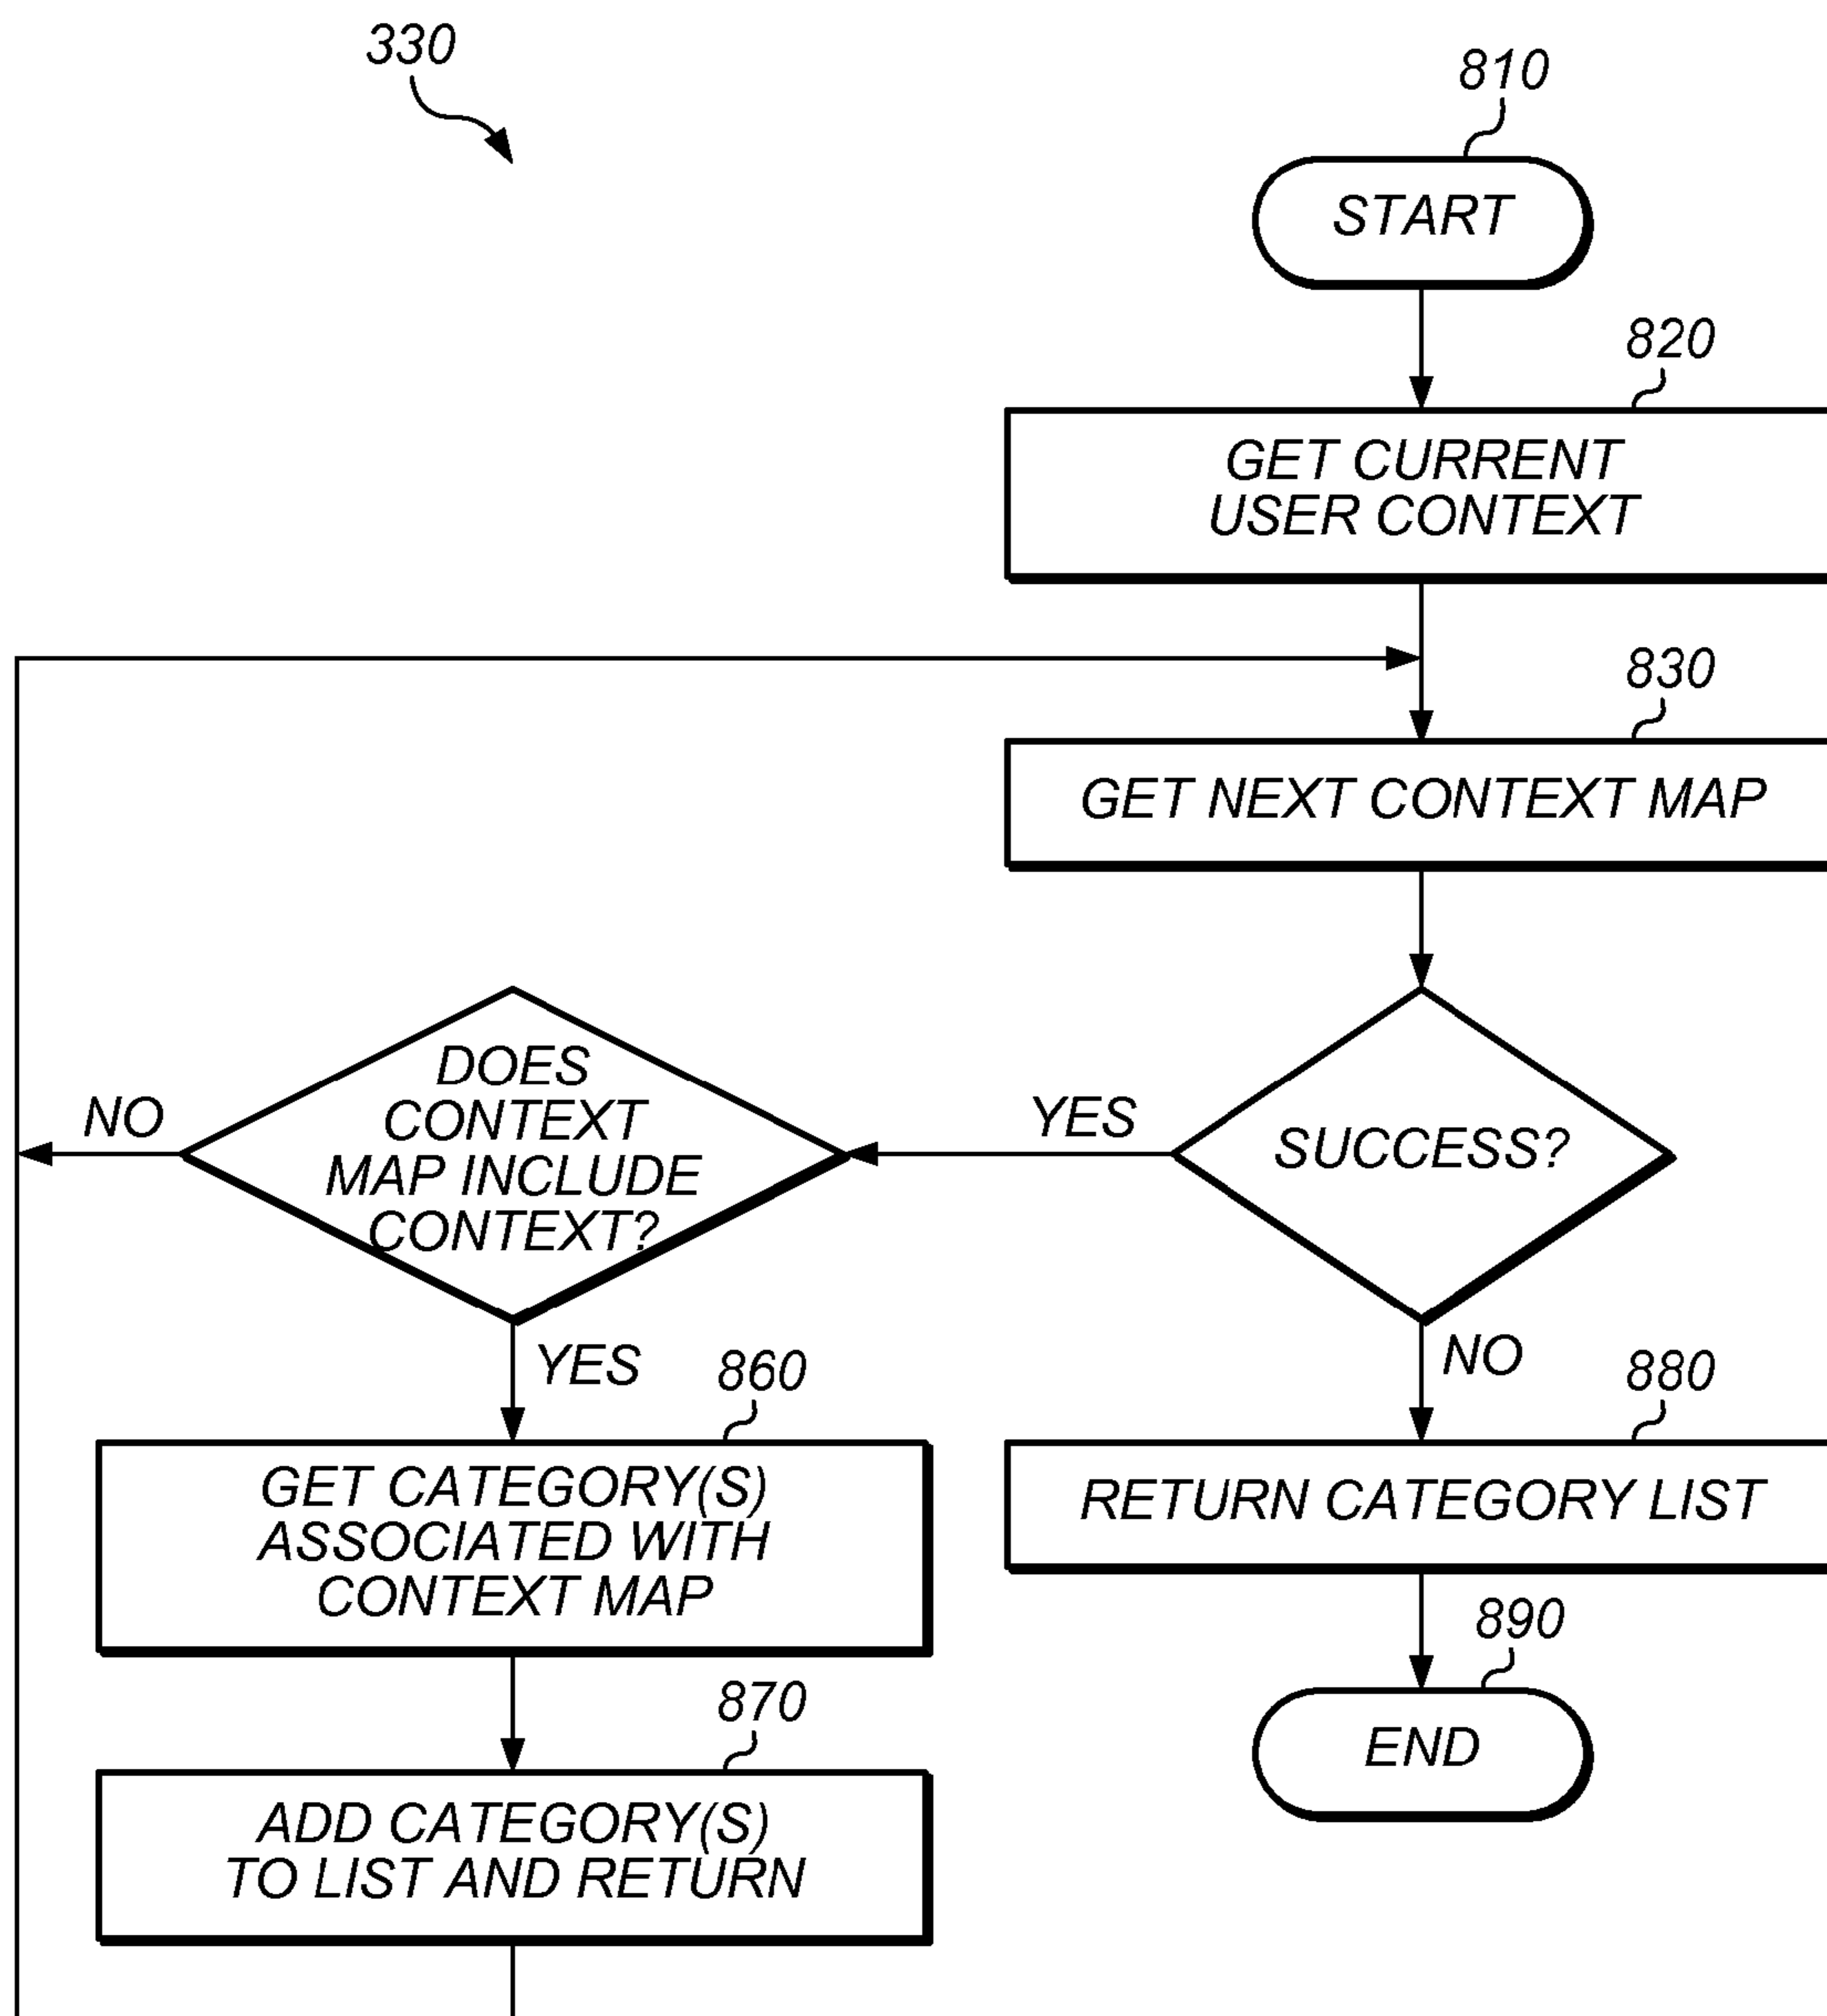 330
810
START
820
GET CURRENT
USER CONTEXT
830
GET NEXT CONTEXT MAP
DOES
CONTEXT
MAP INCLUDE
CONTEXT?
NO
YES
SUCCESS?
YES
860
NO
880
GET CATEGORY(S)
ASSOCIATED WITH
CONTEXT MAP
RETURN CATEGORY LIST
890
END
870
ADD CATEGORY(S)
TO LIST AND RETURN